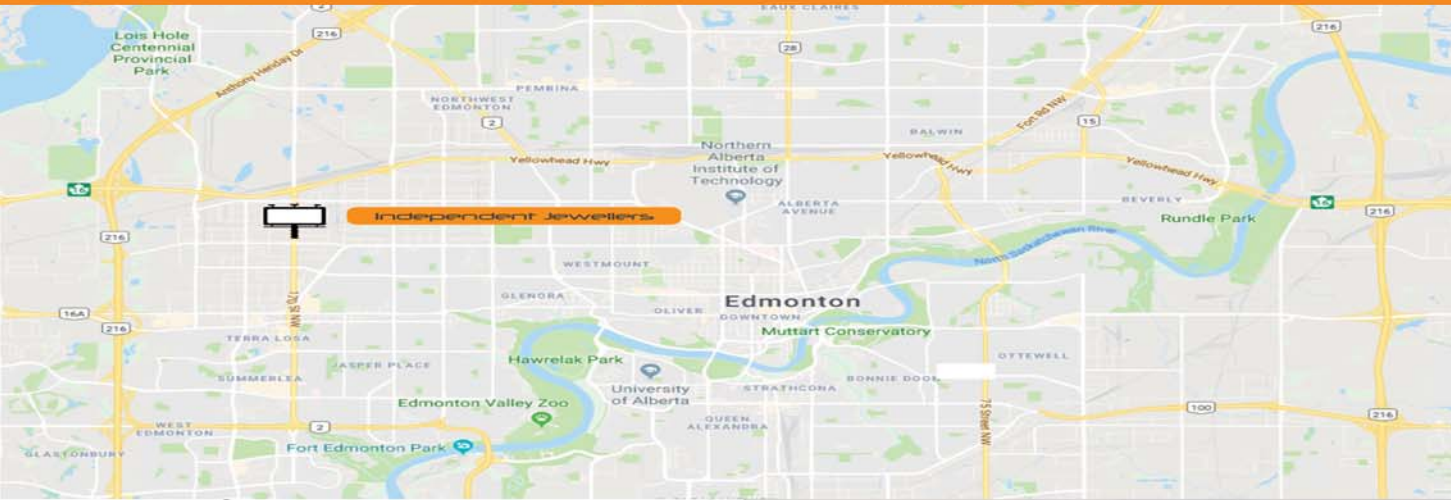 2
EAUX CLAIRES
Lois Hole
Centennial
Provincial
Park
216
216
Anthony Henday Dr
28
PEMBINA
NORTHWEST
EDMONTON
2
Fort Rd NW
15
BALWIN
Northern
Alberta
Institute of
Technology
Yellowhead Hwy
Yellowhead Hwy
Yellowhead Hwy
16
16
ALBERTA
AVENUE
BEVERLY
Independent Jewellers
Rundle Park
216
216
North Saskatchewan River
WESTMOUNT
GLENORA
Edmonton
OLIVER
DOWNTOWN
170 St NW
16A
216
Muttart Conservatory
TERRA LOSA
JASPER PLACE
Hawrelak Park
OTTEWELL
SUMMERLEA
University
of Alberta
STRATHCONA
BONNIE DOO
Edmonton Valley Zoo
75 Street NW
100
216
WEST
EDMONTON
2
QUEEN
ALEXANDRA
Fort Edmonton Park
GLASTONBURY